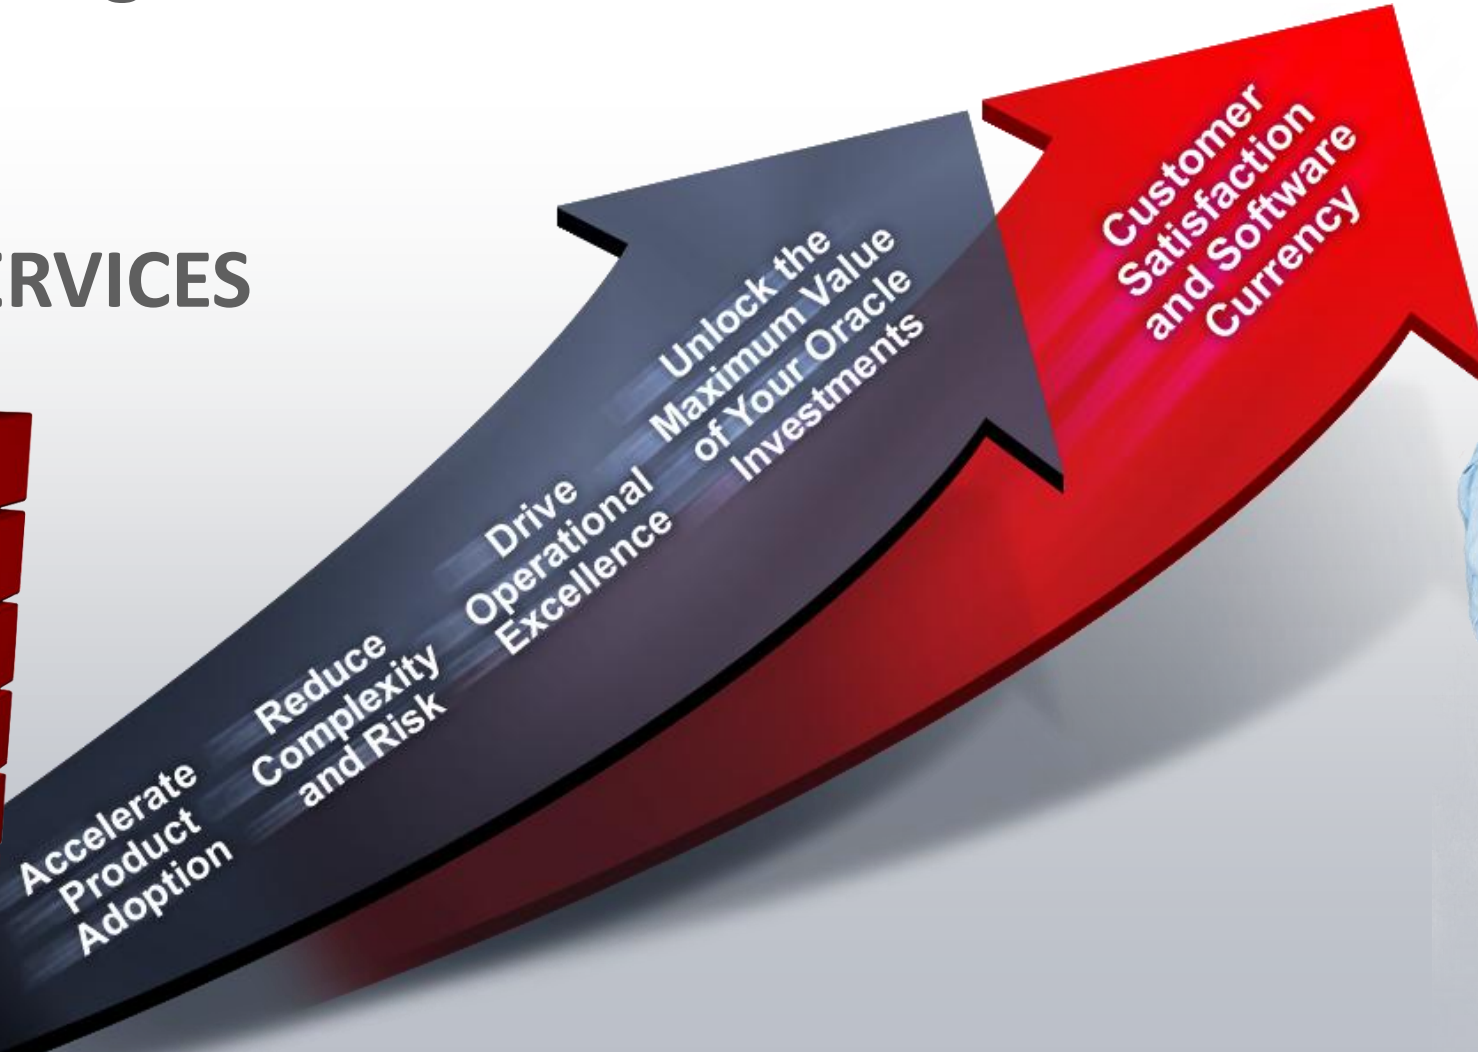 ERVICES
Accelerate
Product
Adoption
Reduce
Complexity
and Risk
Drive
Operational
Excellence
Unlock the
Maximum Value
of Your Oracle
Investments
Customer
Satisfaction
and Software
Currency